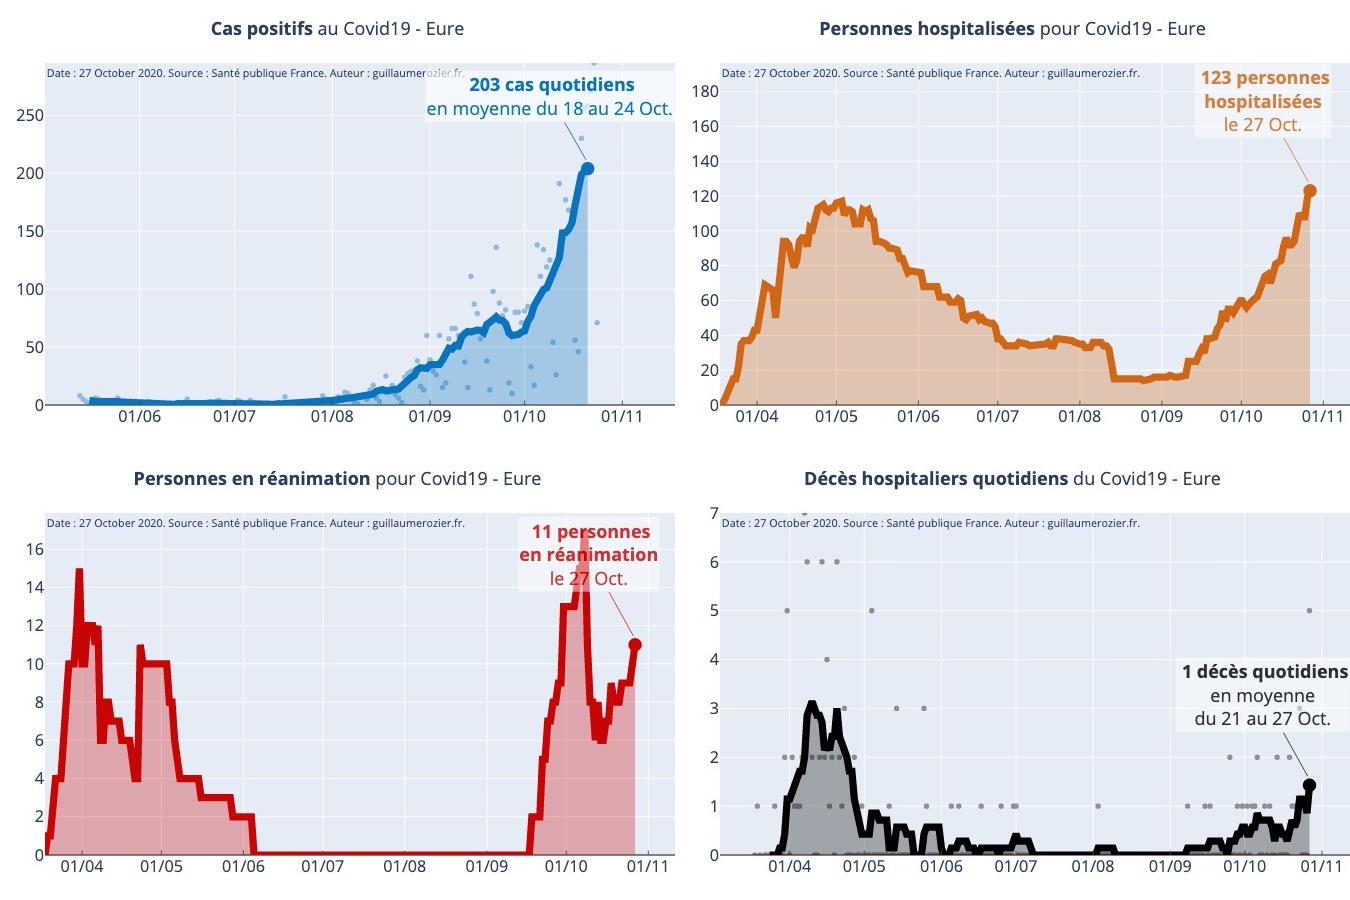 Cas positifs au Covid19 - Eure
Date : 27 October 2020. Source : Santé publique France. Auteur : guillaumerozier.fr.
203 cas quotidiens
en moyenne du 18 au 24 Oct.
250
200
150
100
50
0
01/06 01/07 01/08 01/09 01/10 01/11
Personnes hospitalisées pour Covid19 - Eure
Date : 27 October 2020. Source : Santé publique France. Auteur : guillaumerozier.fr.
123 personnes
hospitalisées
le 27 Oct.
180
160
140
120
100
80
60
40
20
0
01/04 01/05 01/06 01/07 01/08 01/09 01/10 01/11
Personnes en réanimation pour Covid19 - Eure
Date : 27 October 2020. Source : Santé publique France. Auteur : guillaumerozier.fr.
11 personnes
en réanimation
le 27 Oct.
16
14
12
10
8
6
4
2
0
01/04 01/05 01/06 01/07 01/08 01/09 01/10 01/11
Décès hospitaliers quotidiens du Covid19 - Eure
Date : 27 October 2020. Source : Santé publique France. Auteur : guillaumerozier.fr.
1 décès quotidiens
en moyenne
du 21 au 27 Oct.
7
6
5
4
3
2
1
0
01/04 01/05 01/06 01/07 01/08 01/09 01/10 01/11